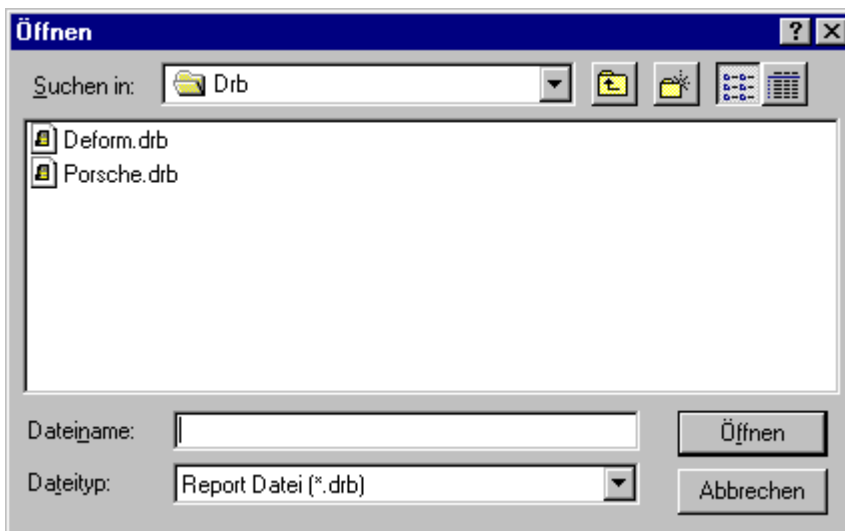 Öffnen
Suchen in: Drb
Deform.drb
Porsche.drb
Dateiname: Öffnen
Dateityp: Report Datei (*.drb) Abbrechen